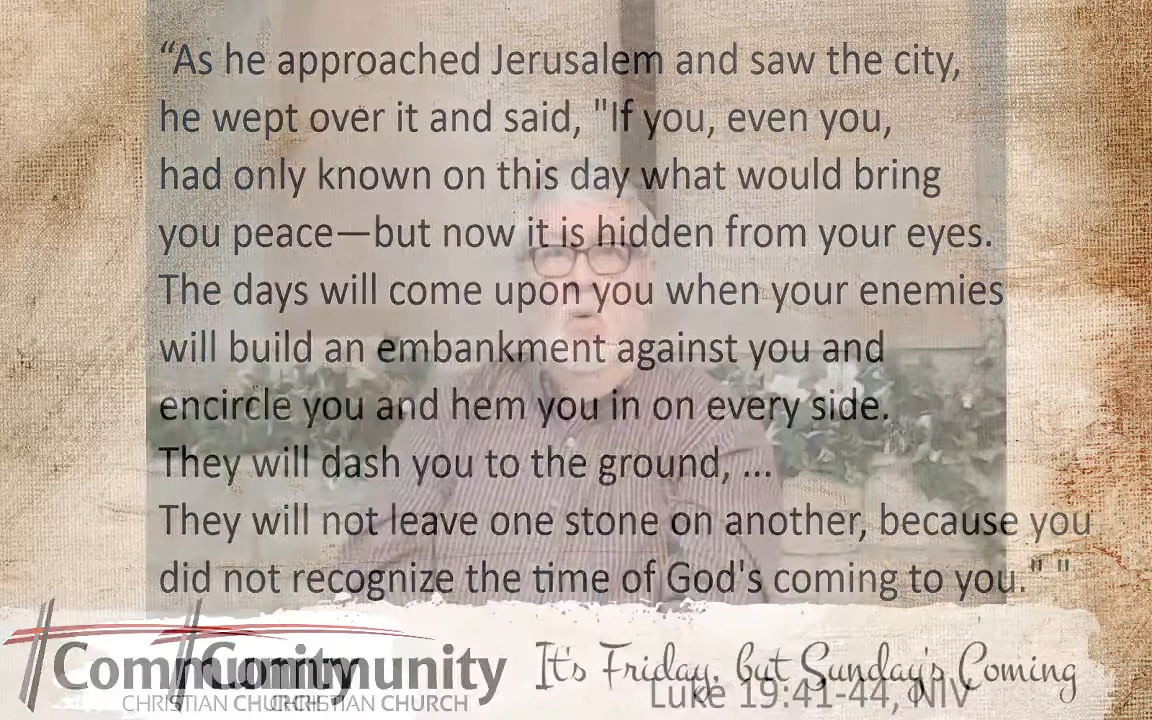 “As he approached Jerusalem and saw the city,
he wept over it and said, "If you, even you,
had only known on this day what would bring
you peace—but now it is hidden from your eyes.
The days will come upon you when your enemies
will build an embankment against you and
encircle you and hem you in on every side.
They will dash you to the ground, ...
They will not leave one stone on another, because you
did not recognize the time of God's coming to you." "
Community Community
CHRISTIAN CHURCH CHRISTIAN CHURCH
It's Friday, but Sunday's Coming
Luke 19:41-44, NIV